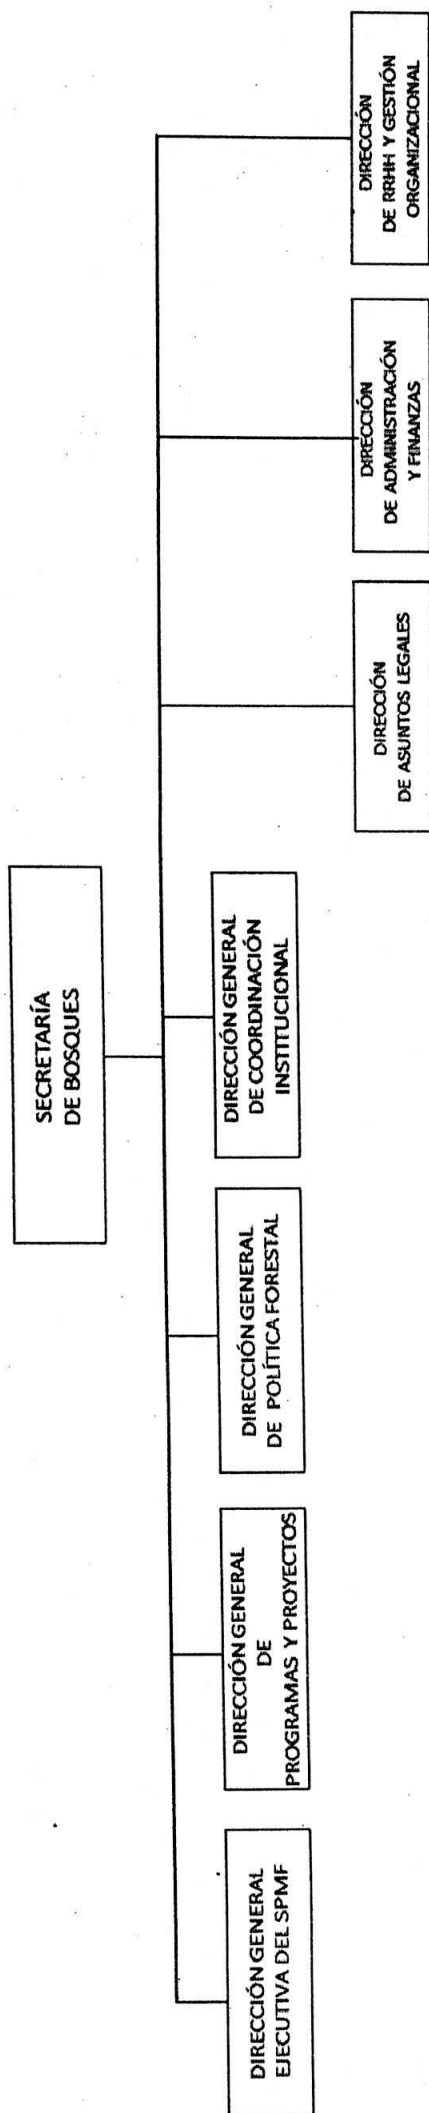 SECRETARÍA
DE BOSQUES
DIRECCIÓN GENERAL
EJECUTIVA DEL SPMF
DIRECCIÓN GENERAL
DE
PROGRAMAS Y PROYECTOS
DIRECCIÓN GENERAL
DE POLÍTICA FORESTAL
DIRECCIÓN GENERAL
DE COORDINACIÓN
INSTITUCIONAL
DIRECCIÓN
DE ASUNTOS LEGALES
DIRECCIÓN
DE ADMINISTRACIÓN
Y FINANZAS
DIRECCIÓN
DE RRHH Y GESTIÓN
ORGANIZACIONAL